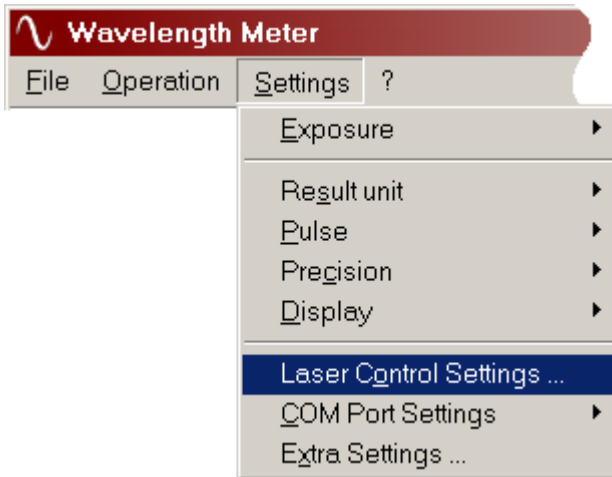 Wavelength Meter
File Operation Settings ?
Exposure
Result unit
Pulse
Precision
Display
Laser Control Settings ...
COM Port Settings
Extra Settings ...